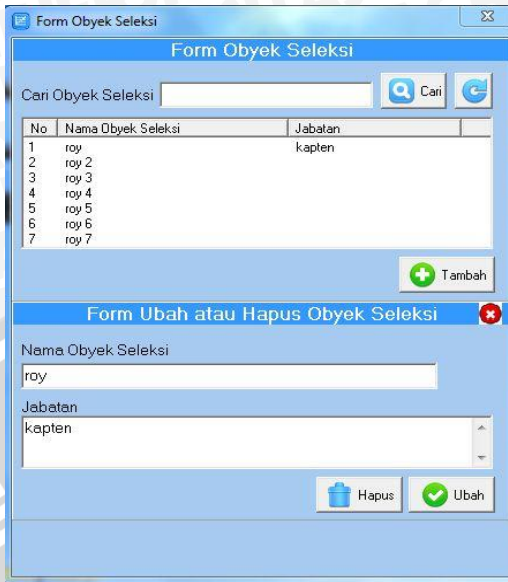 Form Obyek Seleksi
Form Obyek Seleksi
Cari Obyek Seleksi Cari
No Nama Obyek Seleksi Jabatan
1 roy kapten
2 roy 2
3 roy 3
4 roy 4
5 roy 5
6 roy 6
7 roy 7
Tambah
Form Ubah atau Hapus Obyek Seleksi
Nama Obyek Seleksi
roy
Jabatan
kapten
Hapus Ubah